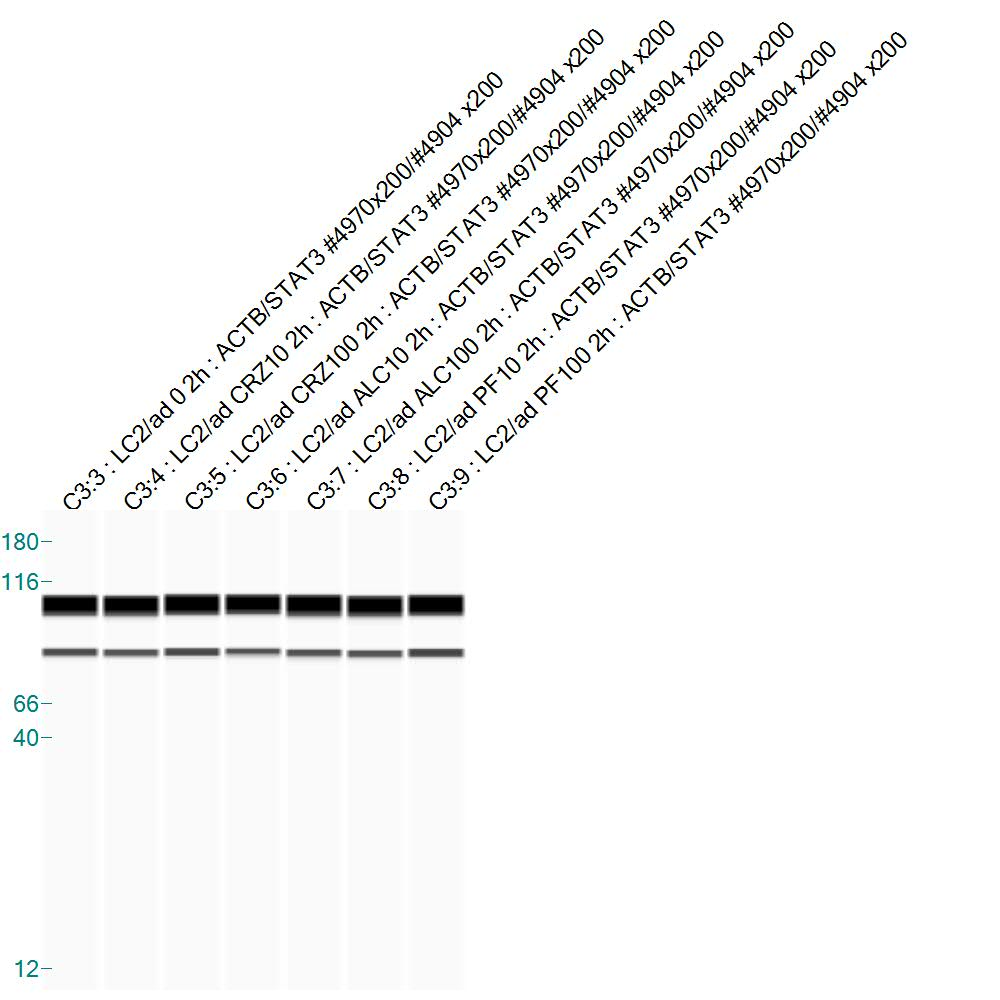 C3:3 : LC2/ad 0 2h : ACTB/STAT3 #4970x200/#4904 x200
C3:4 : LC2/ad CRZ10 2h : ACTB/STAT3 #4970x200/#4904 x200
C3:5 : LC2/ad CRZ100 2h : ACTB/STAT3 #4970x200/#4904 x200
C3:6 : LC2/ad ALC10 2h : ACTB/STAT3 #4970x200/#4904 x200
C3:7 : LC2/ad ALC100 2h : ACTB/STAT3 #4970x200/#4904 x200
C3:8 : LC2/ad PF10 2h : ACTB/STAT3 #4970x200/#4904 x200
C3:9 : LC2/ad PF100 2h : ACTB/STAT3 #4970x200/#4904 x200
180
116
66
40
12